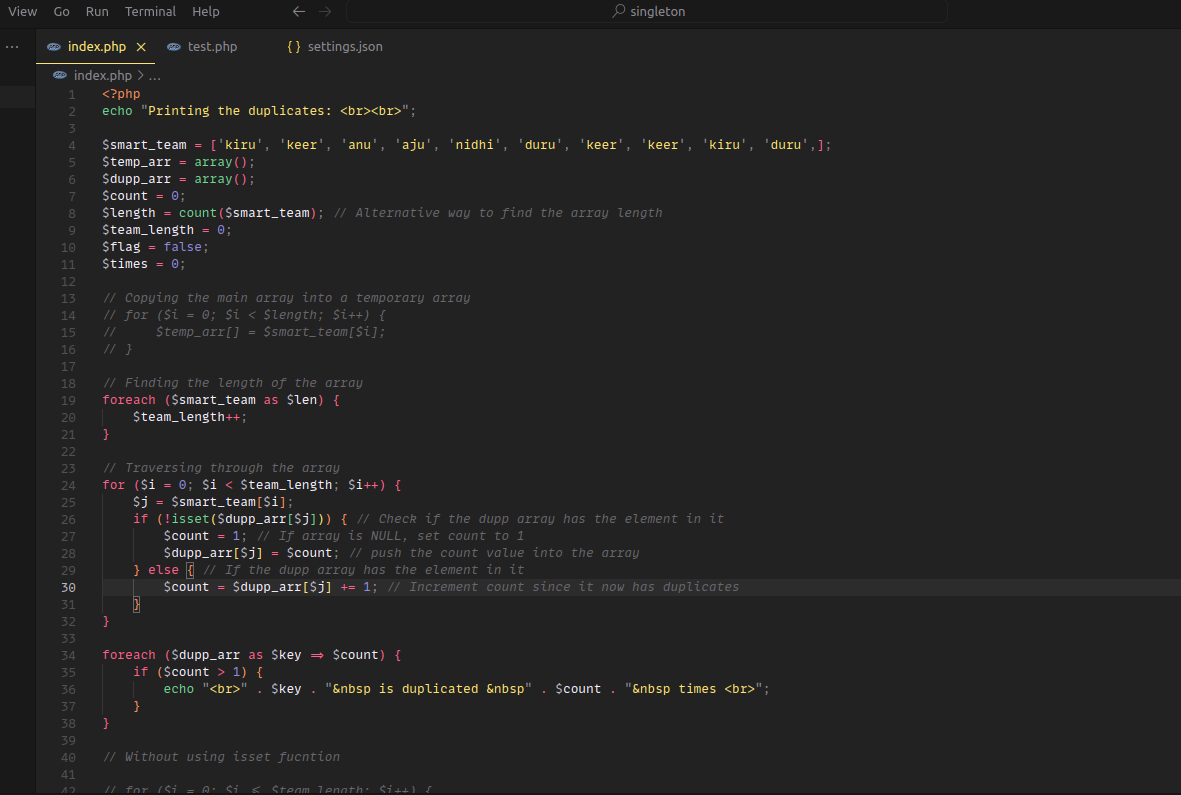 View Go Run Terminal Help ← → singleton
... index.php × test.php {} settings.json
index.php > ...
1 <?php
2 echo "Printing the duplicates: <br><br>";
3
4 $smart_team = ['kiru', 'keer', 'anu', 'aju', 'nidhi', 'duru', 'keer', 'keer', 'kiru', 'duru',];
5 $temp_arr = array();
6 $dupp_arr = array();
7 $count = 0;
8 $length = count($smart_team); // Alternative way to find the array length
9 $team_length = 0;
10 $flag = false;
11 $times = 0;
12
13 // Copying the main array into a temporary array
14 // for ($i = 0; $i < $length; $i++) {
15 //     $temp_arr[] = $smart_team[$i];
16 // }
17
18 // Finding the length of the array
19 foreach ($smart_team as $len) {
20     $team_length++;
21 }
22
23 // Traversing through the array
24 for ($i = 0; $i < $team_length; $i++) {
25     $j = $smart_team[$i];
26     if (!isset($dupp_arr[$j])) { // Check if the dupp array has the element in it
27         $count = 1; // If array is NULL, set count to 1
28         $dupp_arr[$j] = $count; // push the count value into the array
29     } else { // If the dupp array has the element in it
30         $count = $dupp_arr[$j] += 1; // Increment count since it now has duplicates
31     }
32 }
33
34 foreach ($dupp_arr as $key => $count) {
35     if ($count > 1) {
36         echo "<br>" . $key . "&nbsp is duplicated &nbsp" . $count . "&nbsp times <br>";
37     }
38 }
39
40 // Without using isset fucntion
41
42 // for ($i = 0; $i <= $team_length; $i++) {